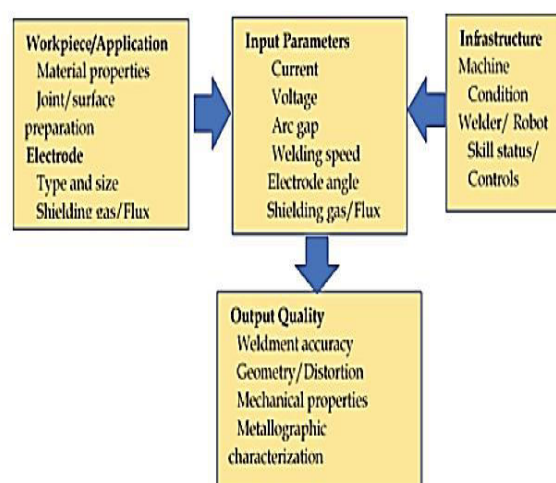 Workpiece/Application
Material properties
Joint/surface
preparation
Electrode
Type and size
Shielding gas/Flux
Input Parameters
Current
Voltage
Arc gap
Welding speed
Electrode angle
Shielding gas/Flux
Infrastructure
Machine
Condition
Welder/ Robot
Skill status/
Controls
Output Quality
Weldment accuracy
Geometry/Distortion
Mechanical properties
Metallographic
characterization